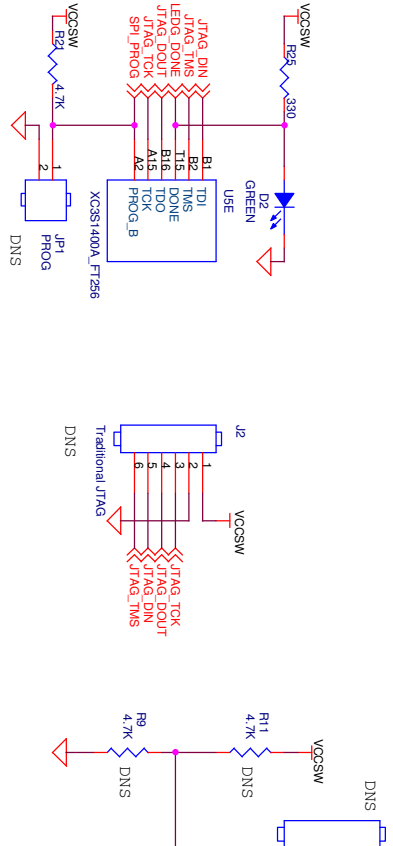 VCCSW
R25
330
D2
GREEN
JTAG_DIN
JTAG_TMS
LEDG_DONE
JTAG_DOUT
JTAG_TCK
SPI_PROG
B1
B2
T15
B16
A15
A2
TDI
TMS
DONE
TDO
TCK
PROG_B
U5E
XC3S1400A_FT256
VCCSW
R21
4.7K
1
2
JP1
PROG
DNS
J2
1
2
3
4
5
6
Traditional JTAG
DNS
VCCSW
JTAG_TCK
JTAG_DOUT
JTAG_DIN
JTAG_TMS
DNS
VCCSW
R11
4.7K
DNS
R9
4.7K
DNS